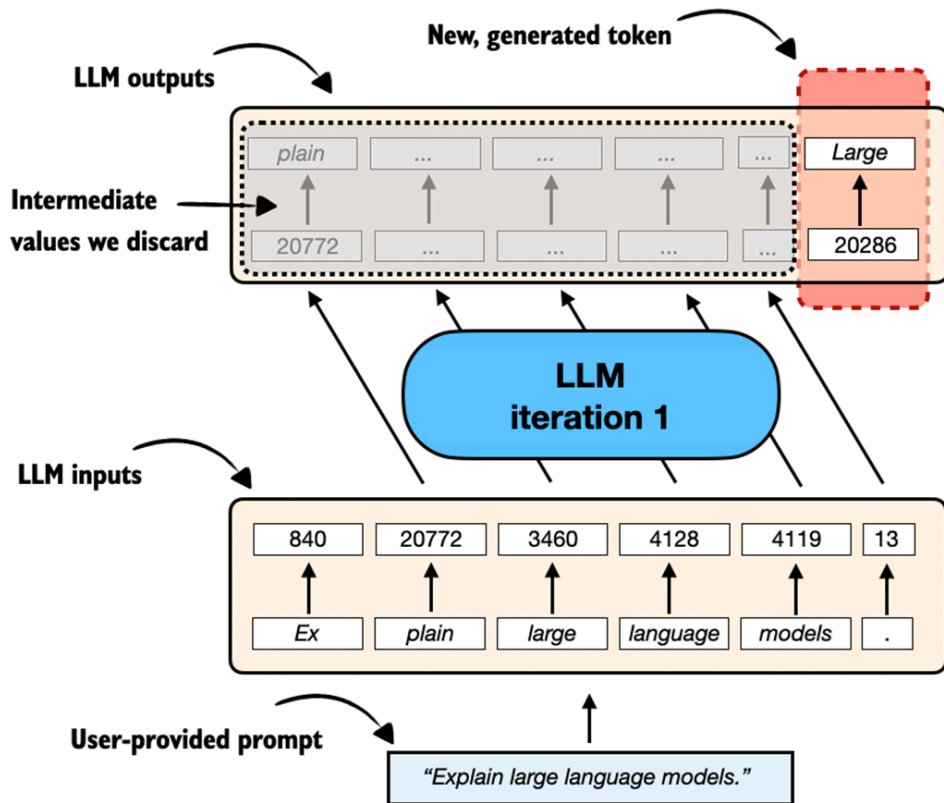 New, generated token
LLM outputs
plain ... ... ... ... Large
Intermediate
values we discard
20772 ... ... ... ... 20286
LLM
iteration 1
LLM inputs
840 20772 3460 4128 4119 13
Ex plain large language models .
User-provided prompt
“Explain large language models.”